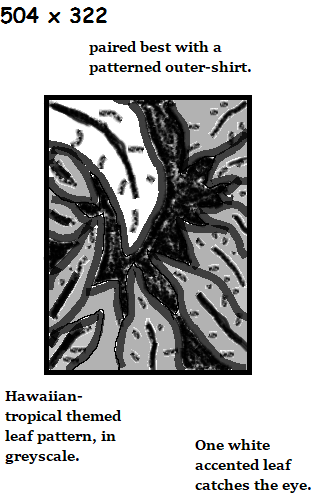 504 x 322
paired best with a
patterned outer-shirt.
Hawaiian-
tropical themed
leaf pattern, in
greyscale.
One white
accented leaf
catches the eye.